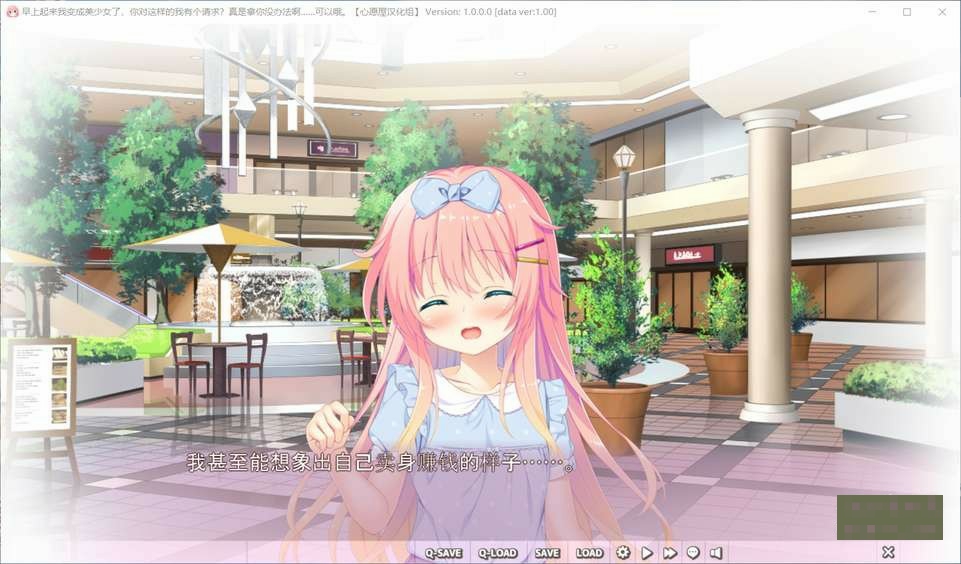 早上起来我变成美少女了，你对这样的我有个请求？真是拿你没办法啊……可以哦。【心愿屋汉化组】 Version: 1.0.0.0 [data ver:1.00]
我甚至能想象出自己卖身赚钱的样子……。
Q-SAVE Q-LOAD SAVE LOAD